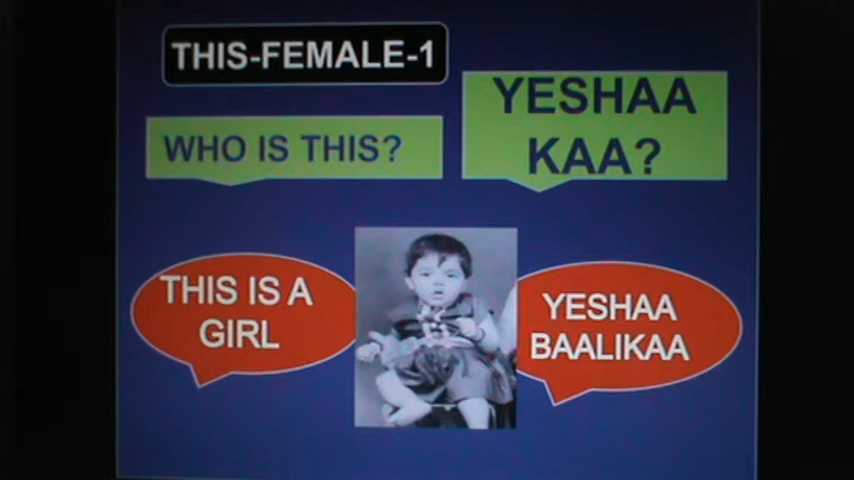 THIS-FEMALE-1
WHO IS THIS?
YESHAA
KAA?
THIS IS A
GIRL
YESHAA
BAALIKAA